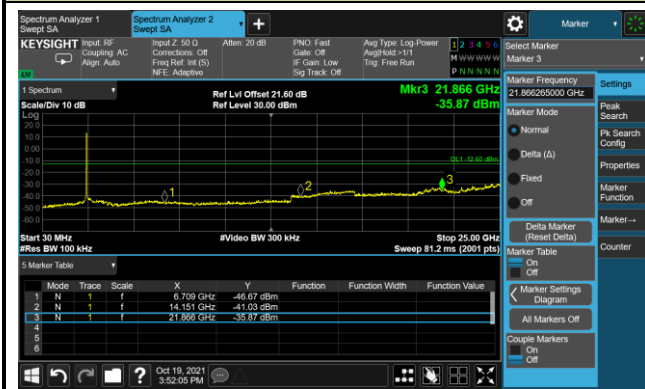 Spectrum Analyzer 1
Swept SA
Spectrum Analyzer 2
Swept SA
Marker
KEYSIGHT
Input: RF
Coupling: AC
Align: Auto
Input Z: 50 Ω
Corrections: Off
Freq Ref: Int (S)
NFE: Adaptive
Atten: 20 dB
PNO: Fast
Gate: Off
IF Gain: Low
Sig Track: Off
Avg Type: Log-Power
Avg|Hold:>1/1
Trig: Free Run
1 2 3 4 5 6
M W W W W W
P N N N N N
Select Marker
Marker 3
1 Spectrum
Scale/Div 10 dB
Ref Lvl Offset 21.60 dB
Ref Level 30.00 dBm
Mkr3 21.866 GHz
-35.87 dBm
Log
20.0
10.0
0.00
-10.0
-20.0
-30.0
-40.0
-50.0
-60.0
DL1 -12.60 dBm
1
2
3
Start 30 MHz
#Res BW 100 kHz
#Video BW 300 kHz
Stop 25.00 GHz
Sweep 81.2 ms (2001 pts)
5 Marker Table
Mode Trace Scale X Y Function Function Width Function Value
1 N 1 f 6.709 GHz -46.67 dBm
2 N 1 f 14.151 GHz -41.03 dBm
3 N 1 f 21.866 GHz -35.87 dBm
4
5
6
Oct 19, 2021
3:52:05 PM
Marker Frequency
21.866265000 GHz
Marker Mode
Normal
Delta (Δ)
Fixed
Off
Delta Marker
(Reset Delta)
Marker Table
On
Off
Marker Settings
Diagram
All Markers Off
Couple Markers
On
Off
Settings
Peak
Search
Pk Search
Config
Properties
Marker
Function
Marker→
Counter